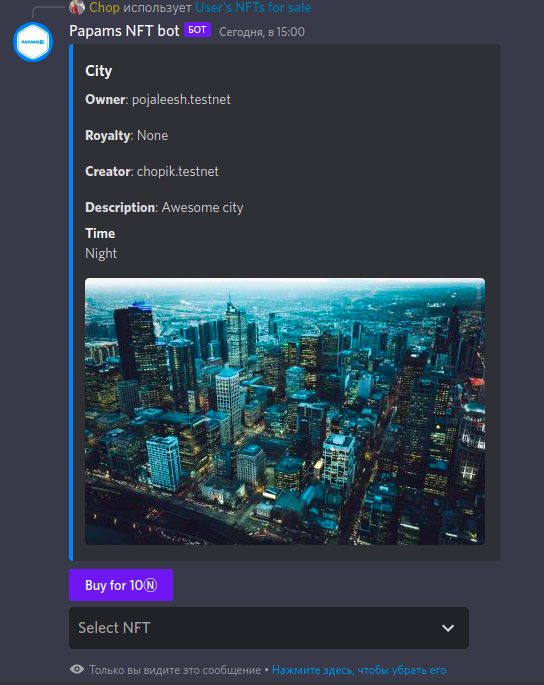 Chop использует User's NFTs for sale
PAPAMS
Papams NFT bot БОТ Сегодня, в 15:00
City
Owner: pojaleesh.testnet
Royalty: None
Creator: chopik.testnet
Description: Awesome city
Time
Night
Buy for 10Ⓝ
Select NFT
Только вы видите это сообщение • Нажмите здесь, чтобы убрать его